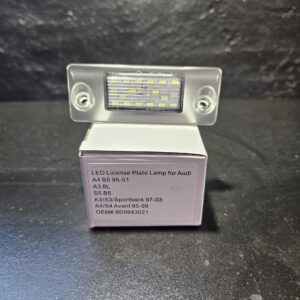 LED License Plate Lamp for Audi
A4 B5 95-01
A3 8L
S5 B5
A3/S3/Sportback 97-03
A4/S4 Avant 95-99
OEM#:8D9943021